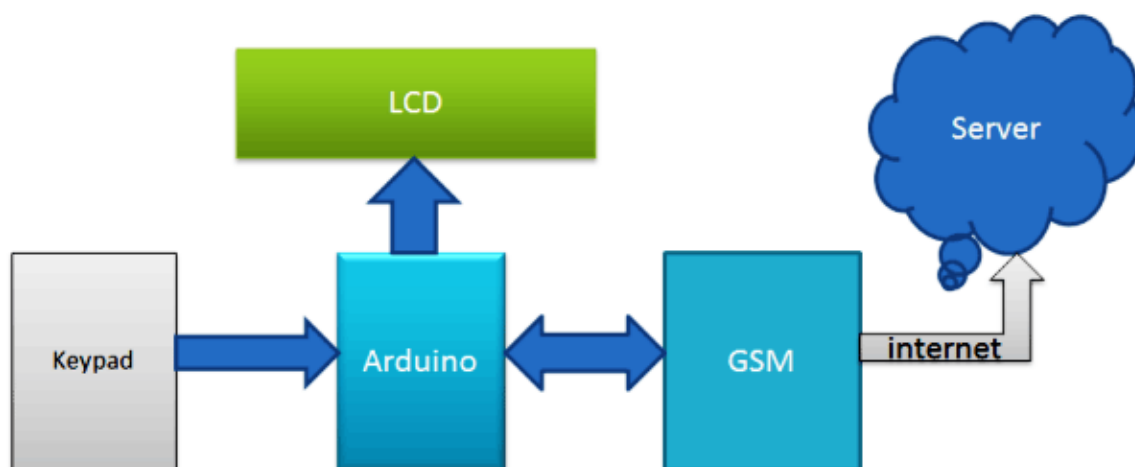 LCD
Server
Keypad
Arduino
GSM
internet